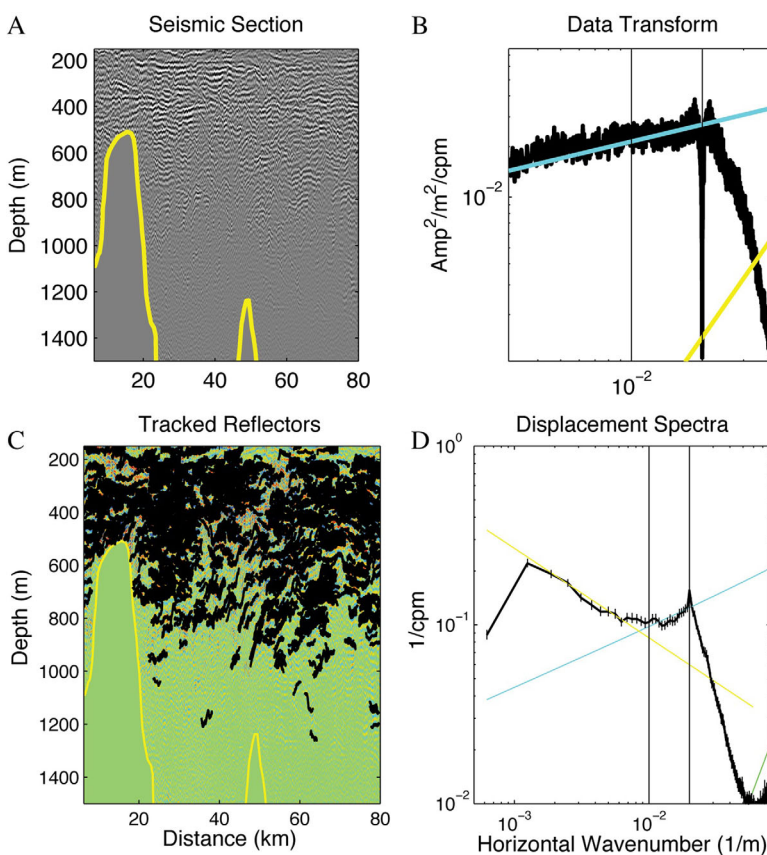 A
Seismic Section
Depth (m)
200
400
600
800
1000
1200
1400
20
40
60
80
B
Data Transform
Amp²/m²/cpm
10⁻²
10⁻²
C
Tracked Reflectors
Depth (m)
200
400
600
800
1000
1200
1400
20
40
60
80
Distance (km)
D
Displacement Spectra
1/cpm
10⁰
10⁻¹
10⁻²
10⁻³
10⁻²
Horizontal Wavenumber (1/m)